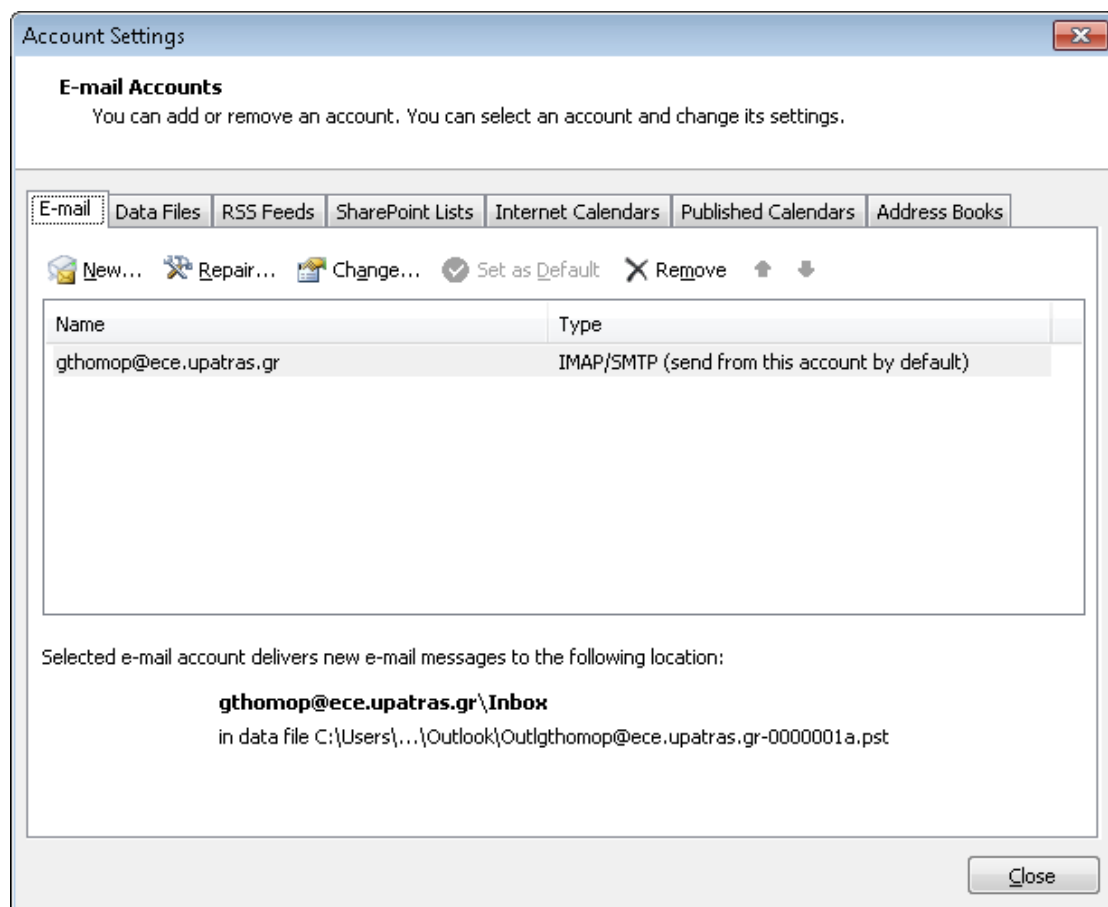 Account Settings
E-mail Accounts
You can add or remove an account. You can select an account and change its settings.
E-mail Data Files RSS Feeds SharePoint Lists Internet Calendars Published Calendars Address Books
New... Repair... Change... Set as Default Remove
Name Type
gthomop@ece.upatras.gr IMAP/SMTP (send from this account by default)
Selected e-mail account delivers new e-mail messages to the following location:
gthomop@ece.upatras.gr\Inbox
in data file C:\Users\...\Outlook\Outlgthomop@ece.upatras.gr-0000001a.pst
Close